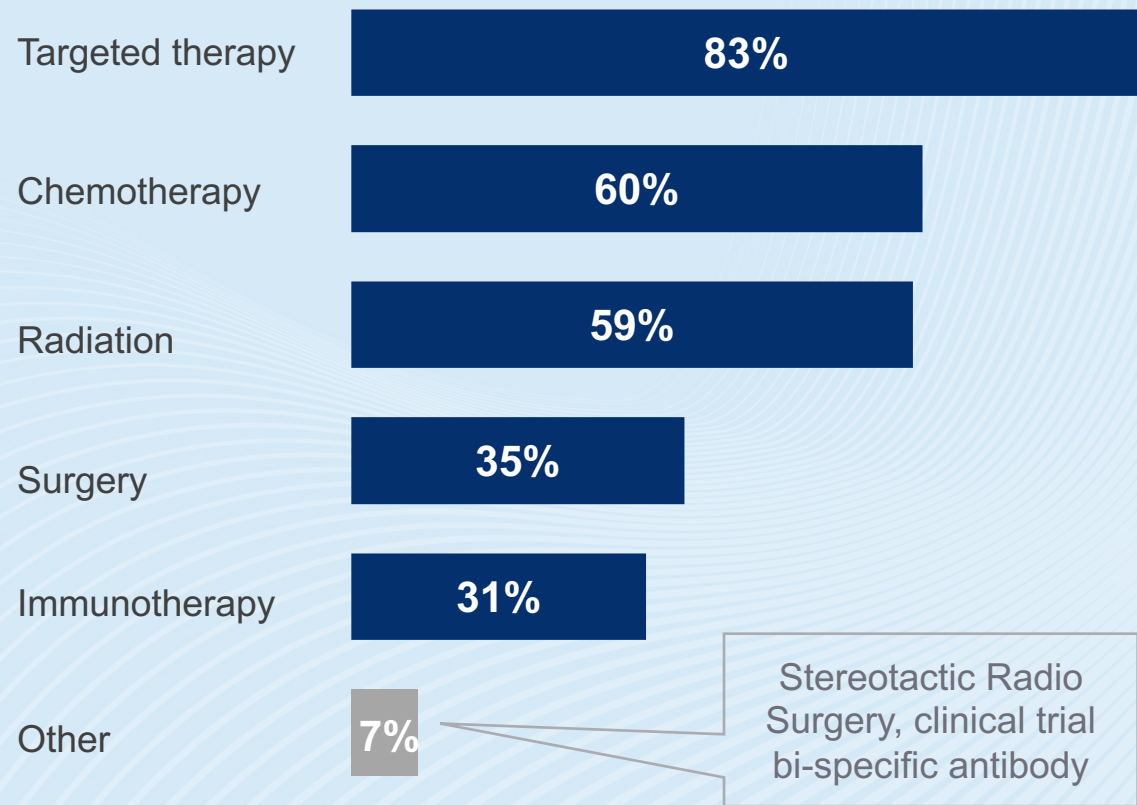 Targeted therapy 83%
Chemotherapy 60%
Radiation 59%
Surgery 35%
Immunotherapy 31%
Other 7%
Stereotactic Radio
Surgery, clinical trial
bi-specific antibody